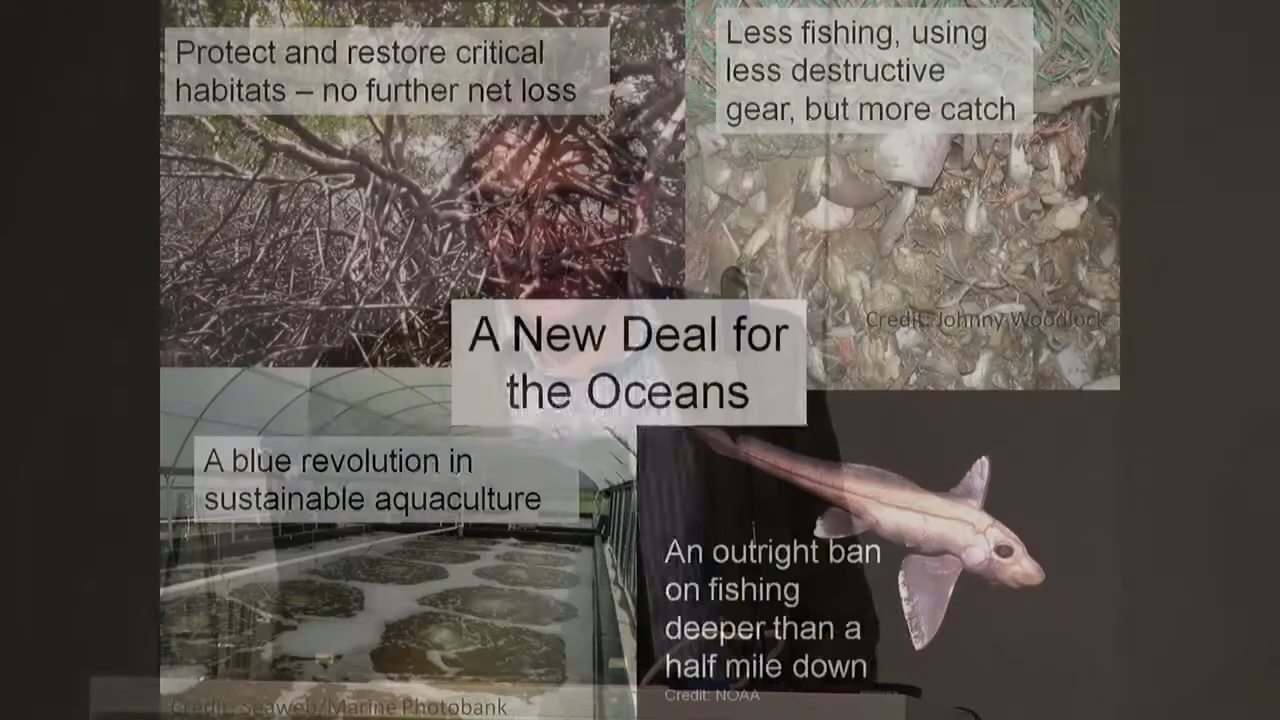 Protect and restore critical
habitats – no further net loss
Less fishing, using
less destructive
gear, but more catch
Credit: Johnny Woodlock
A New Deal for
the Oceans
A blue revolution in
sustainable aquaculture
Credit: Seaweb/Marine Photobank
An outright ban
on fishing
deeper than a
half mile down
Credit: NOAA